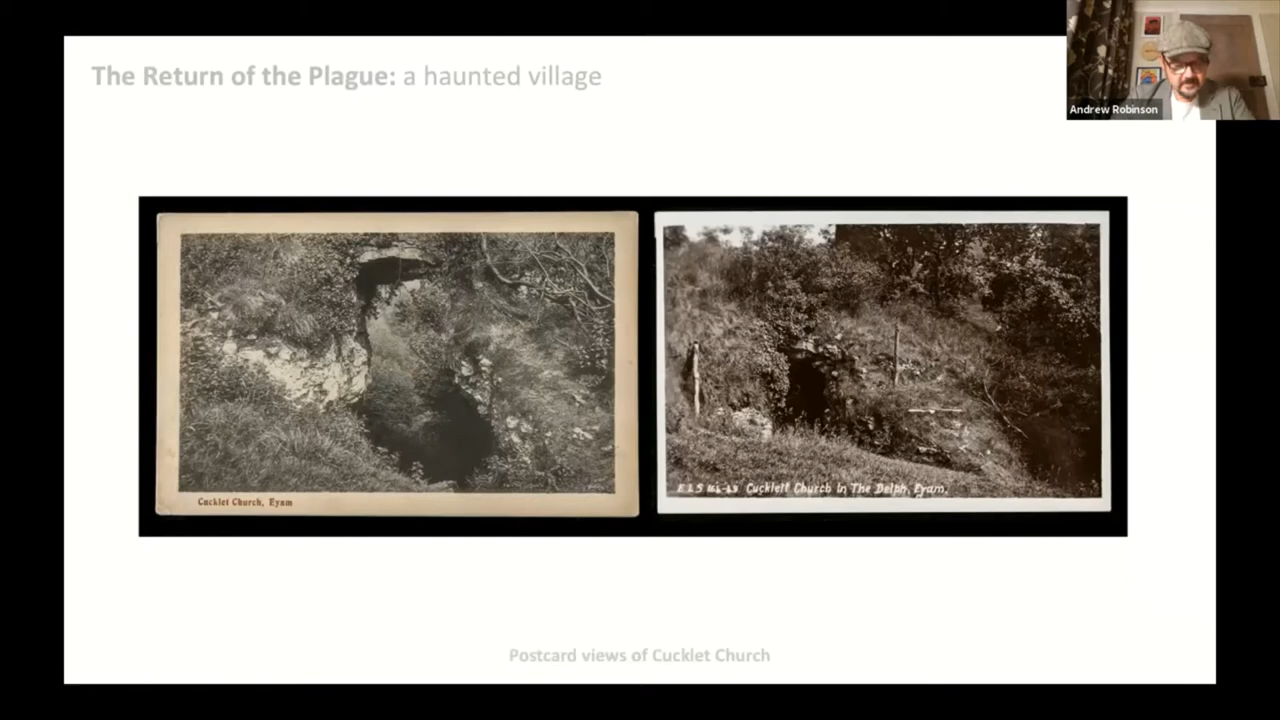 The Return of the Plague: a haunted village
Andrew Robinson
Cucklet Church, Eyam
Cucklett Church in The Delph, Eyam.
Postcard views of Cucklet Church